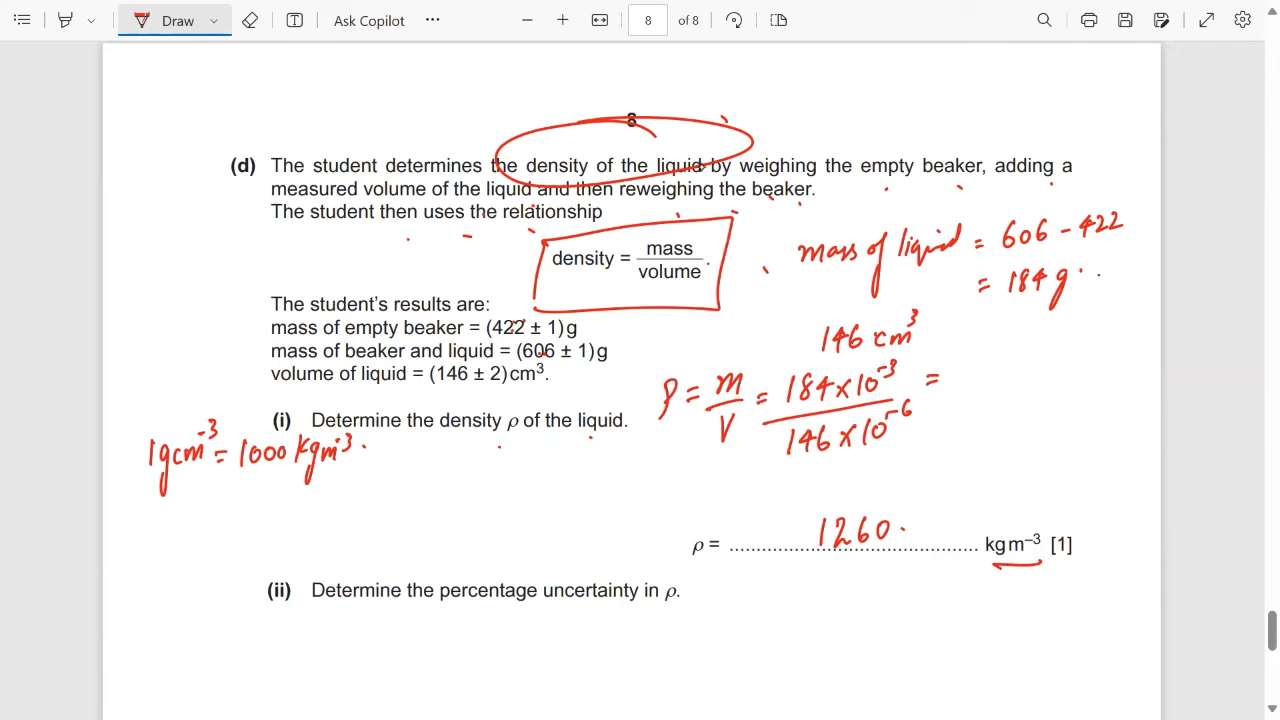 Draw
Ask Copilot
8
of 8
8
(d) The student determines the density of the liquid by weighing the empty beaker, adding a
measured volume of the liquid and then reweighing the beaker.
The student then uses the relationship
density = mass / volume.
mass of liquid = 606 - 422
= 184 g
The student's results are:
mass of empty beaker = (422 ± 1) g
mass of beaker and liquid = (606 ± 1) g
volume of liquid = (146 ± 2) cm³.
146 cm³
ρ = m / V = 184 × 10⁻³ / 146 × 10⁻⁶ =
(i) Determine the density ρ of the liquid.
1gcm⁻³ = 1000 kgm⁻³
ρ = ............ 1260 ............ kg m⁻³ [1]
(ii) Determine the percentage uncertainty in ρ.